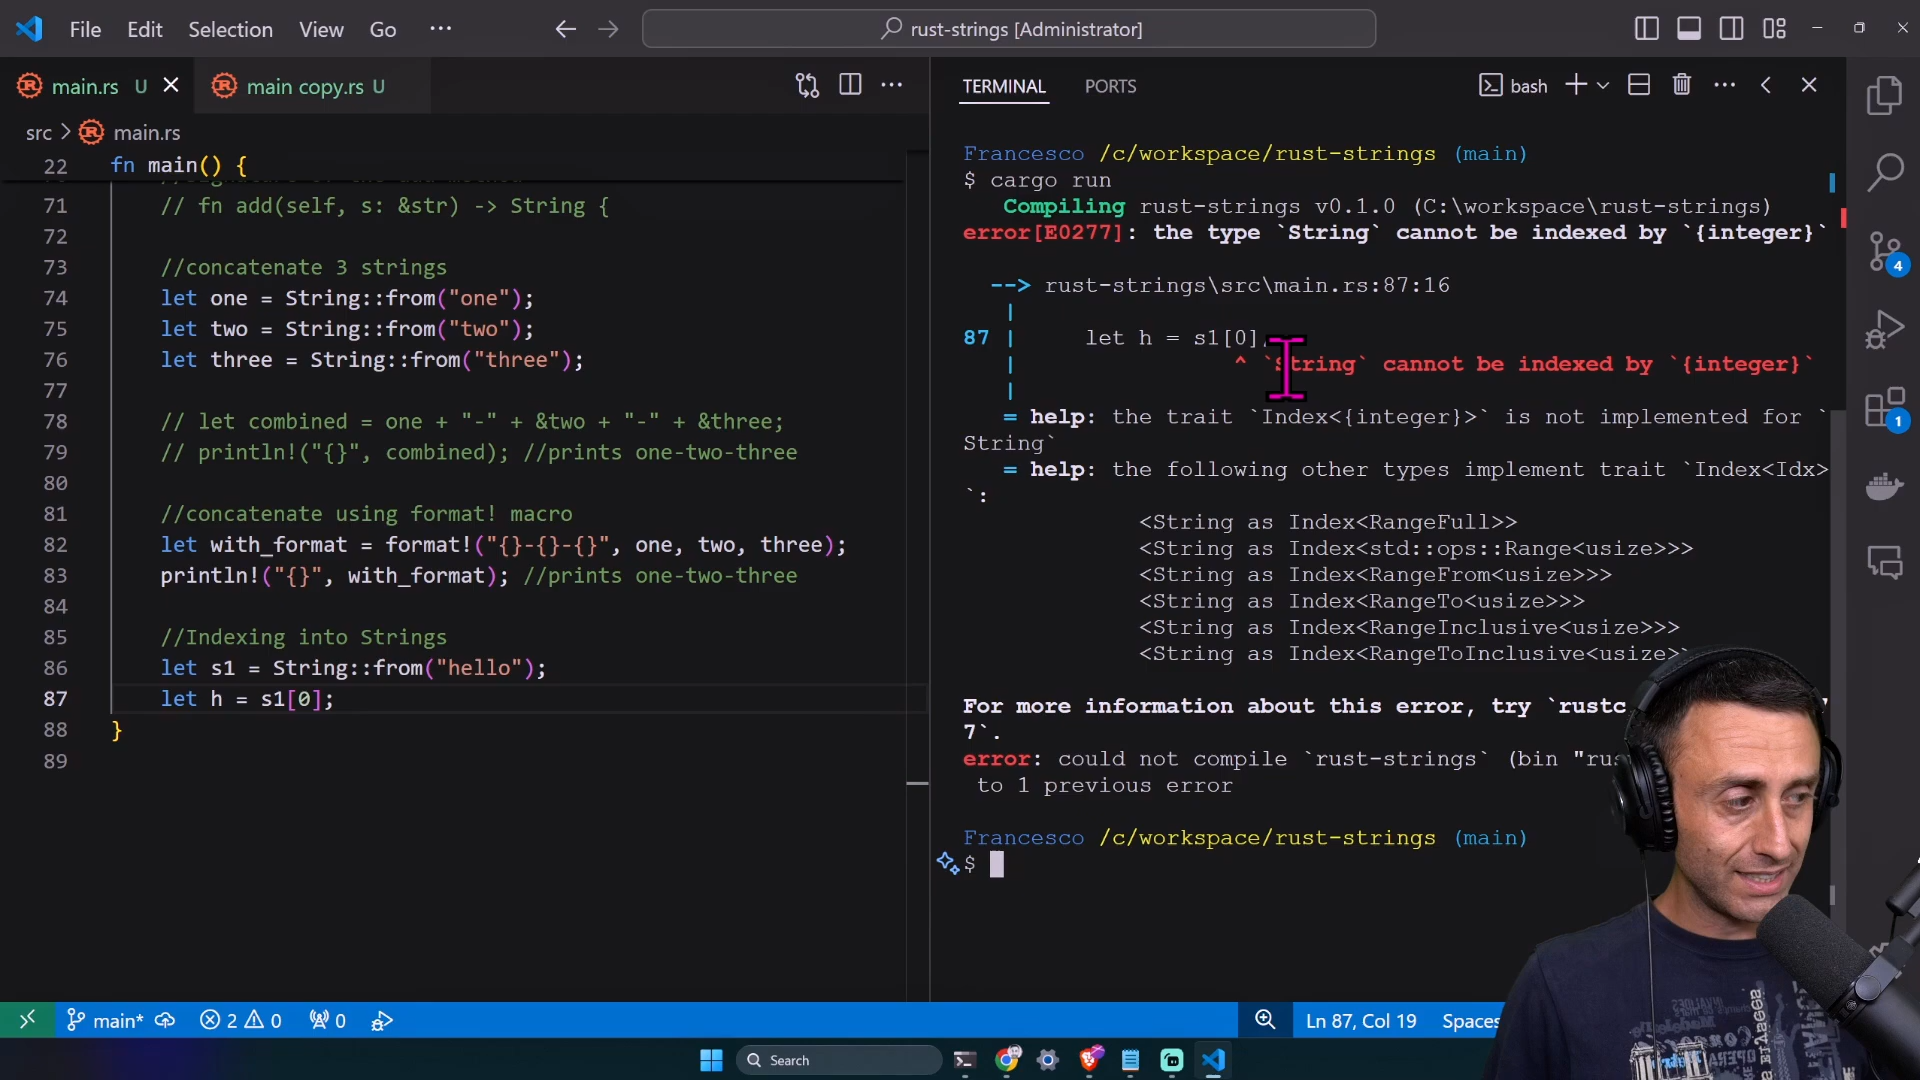 File Edit Selection View Go ···
rust-strings [Administrator]
main.rs U
main copy.rs U
src > main.rs
22 fn main() {
71 // fn add(self, s: &str) -> String {
72
73 //concatenate 3 strings
74 let one = String::from("one");
75 let two = String::from("two");
76 let three = String::from("three");
77
78 // let combined = one + "-" + &two + "-" + &three;
79 // println!("{}", combined); //prints one-two-three
80
81 //concatenate using format! macro
82 let with_format = format!("{}-{}-{}", one, two, three);
83 println!("{}", with_format); //prints one-two-three
84
85 //Indexing into Strings
86 let s1 = String::from("hello");
87 let h = s1[0];
88 }
89
TERMINAL PORTS
bash
Francesco /c/workspace/rust-strings (main)
$ cargo run
Compiling rust-strings v0.1.0 (C:\workspace\rust-strings)
error[E0277]: the type `String` cannot be indexed by `{integer}`
--> rust-strings\src\main.rs:87:16
|
87 | let h = s1[0]
| ^ `String` cannot be indexed by `{integer}`
|
= help: the trait `Index<{integer}>` is not implemented for `
String`
= help: the following other types implement trait `Index<Idx>
`:
<String as Index<RangeFull>>
<String as Index<std::ops::Range<usize>>>
<String as Index<RangeFrom<usize>>>
<String as Index<RangeTo<usize>>>
<String as Index<RangeInclusive<usize>>>
<String as Index<RangeToInclusive<usize>
For more information about this error, try `rustc
7`.
error: could not compile `rust-strings` (bin
to 1 previous error
Francesco /c/workspace/rust-strings (main)
$
4
1
main* 2 0 0
Ln 87, Col 19 Spaces
Search